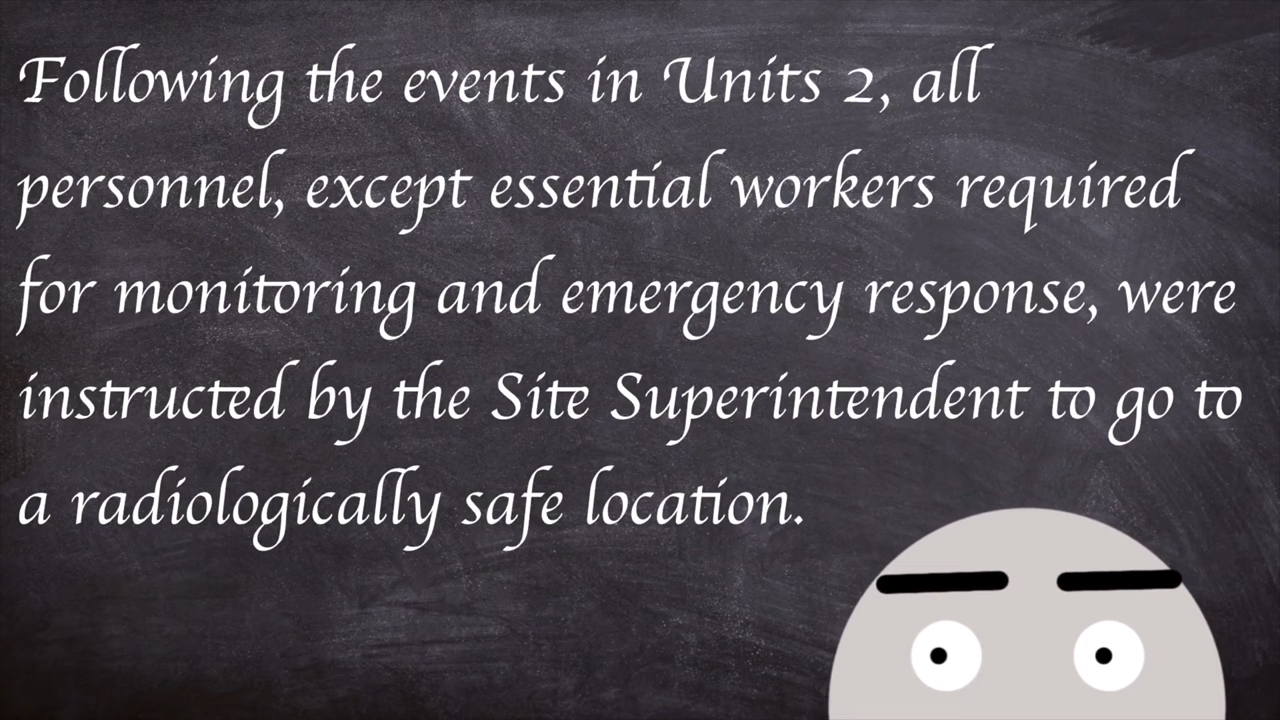 Following the events in Units 2, all
personnel, except essential workers required
for monitoring and emergency response, were
instructed by the Site Superintendent to go to
a radiologically safe location.